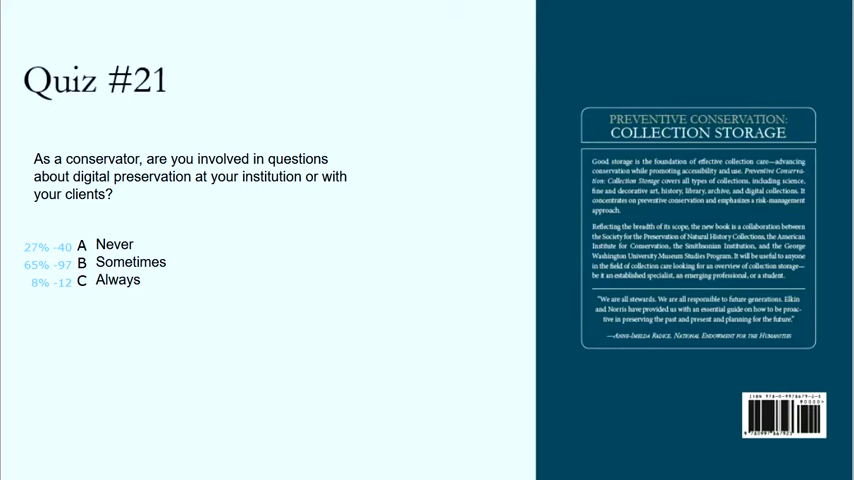 Quiz #21
As a conservator, are you involved in questions
about digital preservation at your institution or with
your clients?
27% -40 A Never
65% -97 B Sometimes
8% -12 C Always
PREVENTIVE CONSERVATION:
COLLECTION STORAGE
Good storage is the foundation of effective collection care—advancing
conservation while promoting accessibility and use. Preventive Conserva-
tion: Collection Storage covers all types of collections, including science,
fine and decorative art, history, library, archive, and digital collections. It
concentrates on preventive conservation and emphasizes a risk-management
approach.
Reflecting the breadth of its scope, the new book is a collaboration between
the Society for the Preservation of Natural History Collections, the American
Institute for Conservation, the Smithsonian Institution, and the George
Washington University Museum Studies Program. It will be useful to anyone
in the field of collection care looking for an overview of collection storage—
be it an established specialist, an emerging professional, or a student.
"We are all stewards. We are all responsible to future generations. Elkin
and Norris have provided us with an essential guide on how to be proac-
tive in preserving the past and present and planning for the future."
—Anne-Imelda Radice, National Endowment for the Humanities
90000>